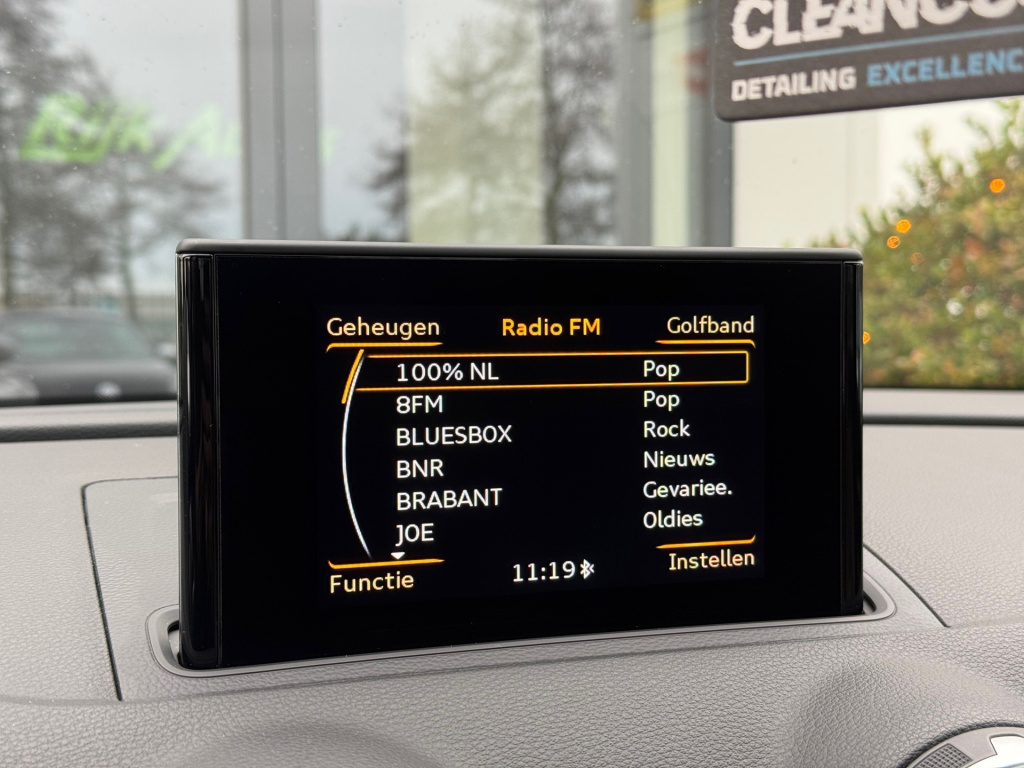 CLEANCO
DETAILING EXCELLENC
Geheugen Radio FM Golfband
100% NL Pop
8FM Pop
BLUESBOX Rock
BNR Nieuws
BRABANT Gevariee.
JOE Oldies
Functie 11:19 Instellen